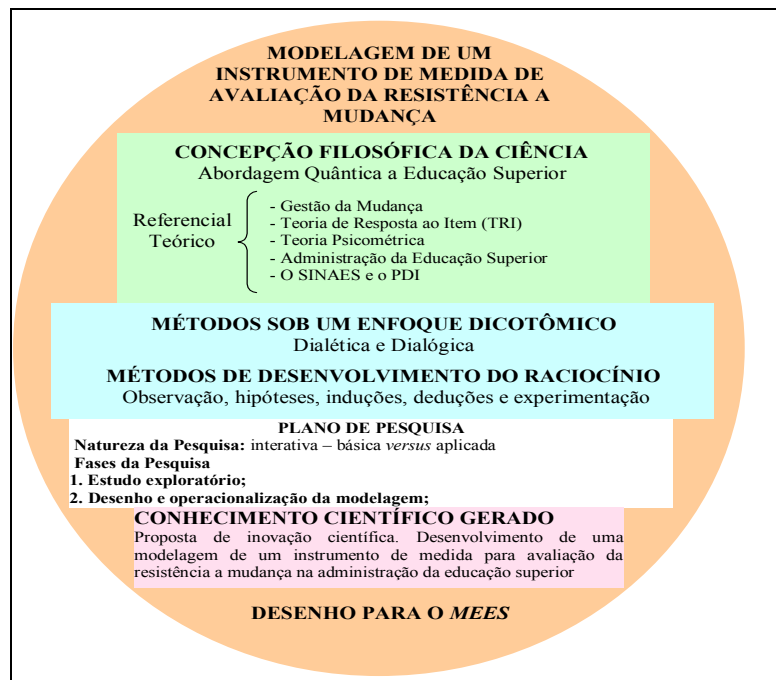 MODELAGEM DE UM
INSTRUMENTO DE MEDIDA DE
AVALIAÇÃO DA RESISTÊNCIA A
MUDANÇA
CONCEPÇÃO FILOSÓFICA DA CIÊNCIA
Abordagem Quântica a Educação Superior
Referencial
Teórico
- Gestão da Mudança
- Teoria de Resposta ao Item (TRI)
- Teoria Psicométrica
- Administração da Educação Superior
- O SINAES e o PDI
MÉTODOS SOB UM ENFOQUE DICOTÔMICO
Dialética e Dialógica
MÉTODOS DE DESENVOLVIMENTO DO RACIOCÍNIO
Observação, hipóteses, induções, deduções e experimentação
PLANO DE PESQUISA
Natureza da Pesquisa: interativa – básica versus aplicada
Fases da Pesquisa
1. Estudo exploratório;
2. Desenho e operacionalização da modelagem;
CONHECIMENTO CIENTÍFICO GERADO
Proposta de inovação científica. Desenvolvimento de uma
modelagem de um instrumento de medida para avaliação da
resistência a mudança na administração da educação superior
DESENHO PARA O MEES